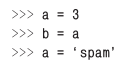 >>> a = 3
>>> b = a
>>> a = ‘spam’